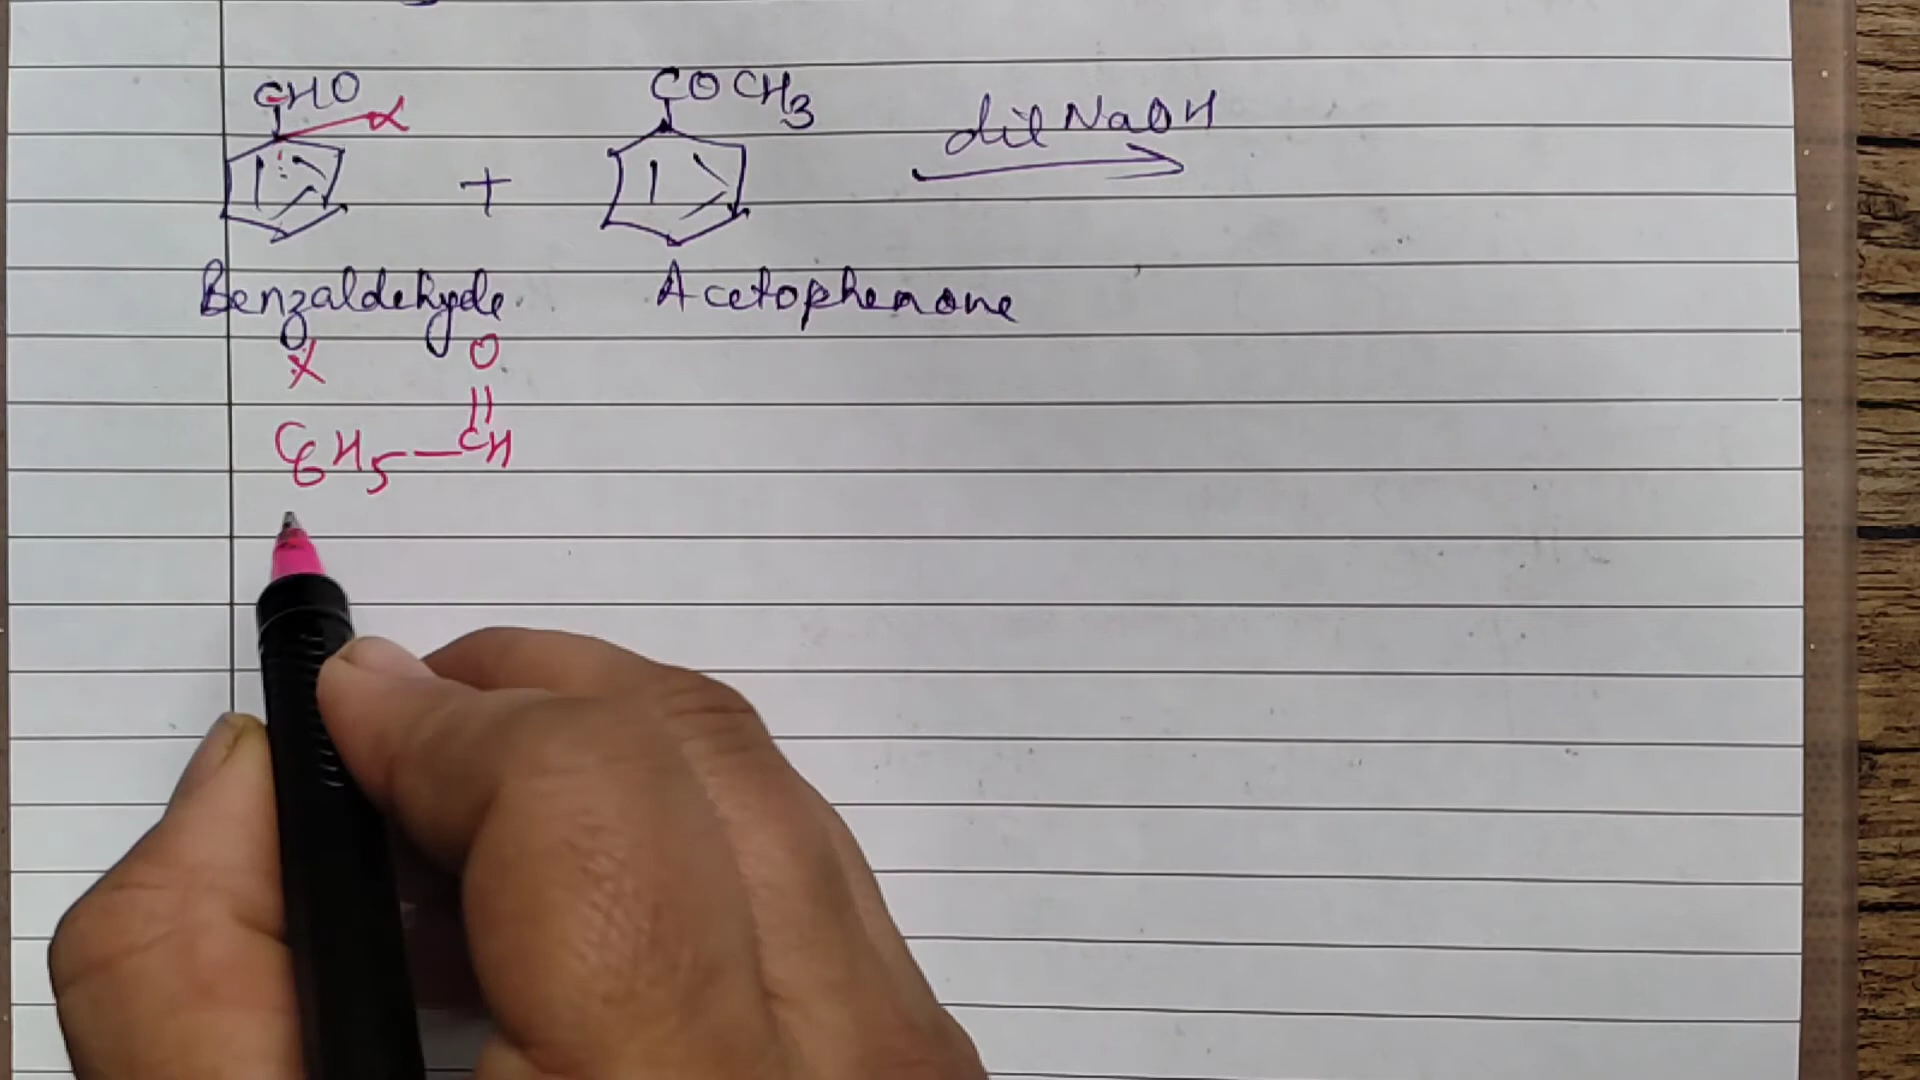 CHO α COCH3 dil NaOH
+
Benzaldehyde Acetophenone
X O
||
C6H5—CH